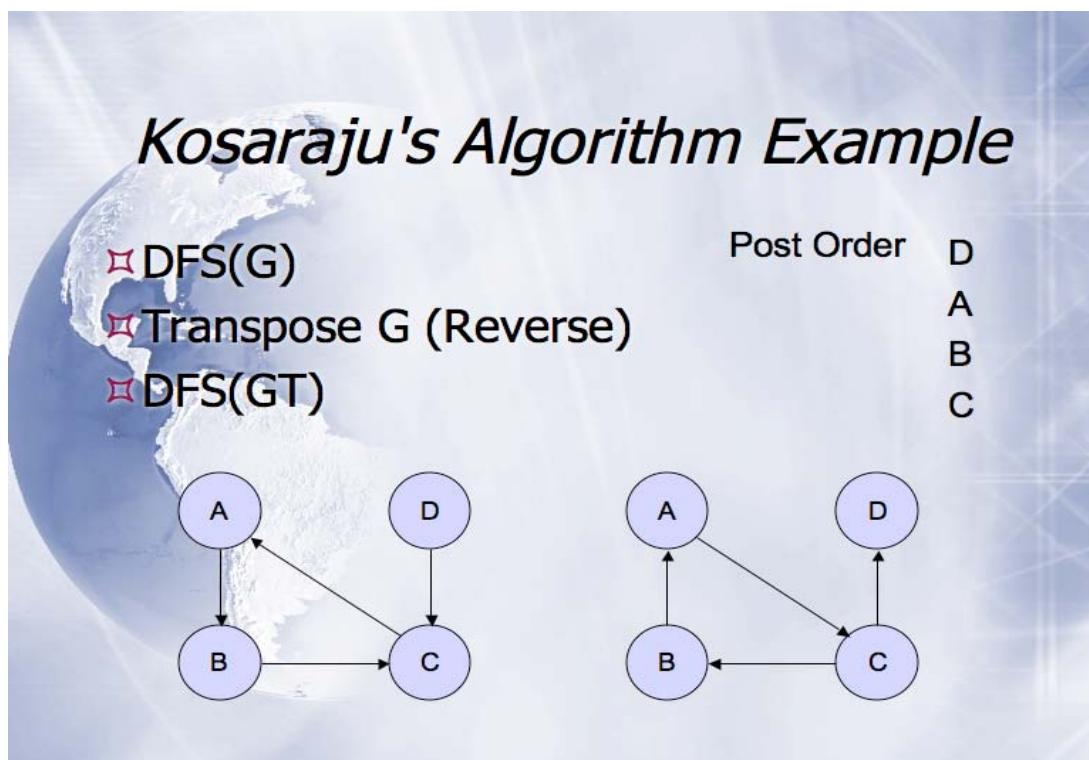 Kosaraju's Algorithm Example
DFS(G)
Transpose G (Reverse)
DFS(GT)
Post Order
D
A
B
C
A
D
B
C
A
D
B
C